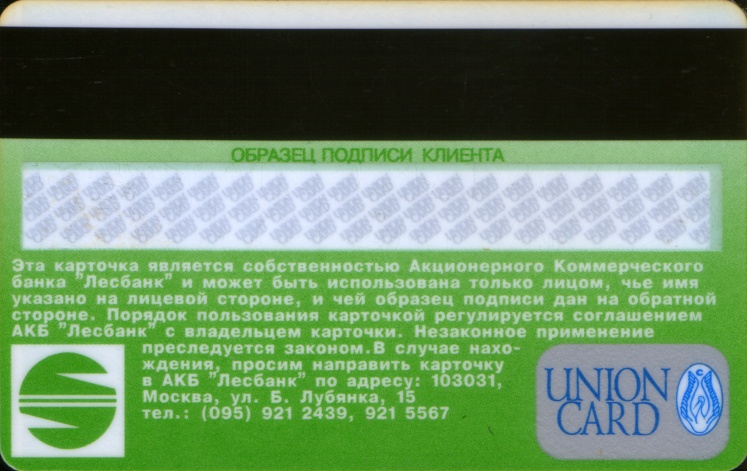 ОБРАЗЕЦ ПОДПИСИ КЛИЕНТА
Эта карточка является собственностью Акционерного Коммерческого
банка "Лесбанк" и может быть использована только лицом, чье имя
указано на лицевой стороне, и чей образец подписи дан на обратной
стороне. Порядок пользования карточкой регулируется соглашением
АКБ "Лесбанк" с владельцем карточки. Незаконное применение
преследуется законом.В случае нахо-
ждения, просим направить карточку
в АКБ "Лесбанк" по адресу: 103031,
Москва, ул. Б. Лубянка, 15
тел.: (095) 921 2439, 921 5567
UNION
CARD